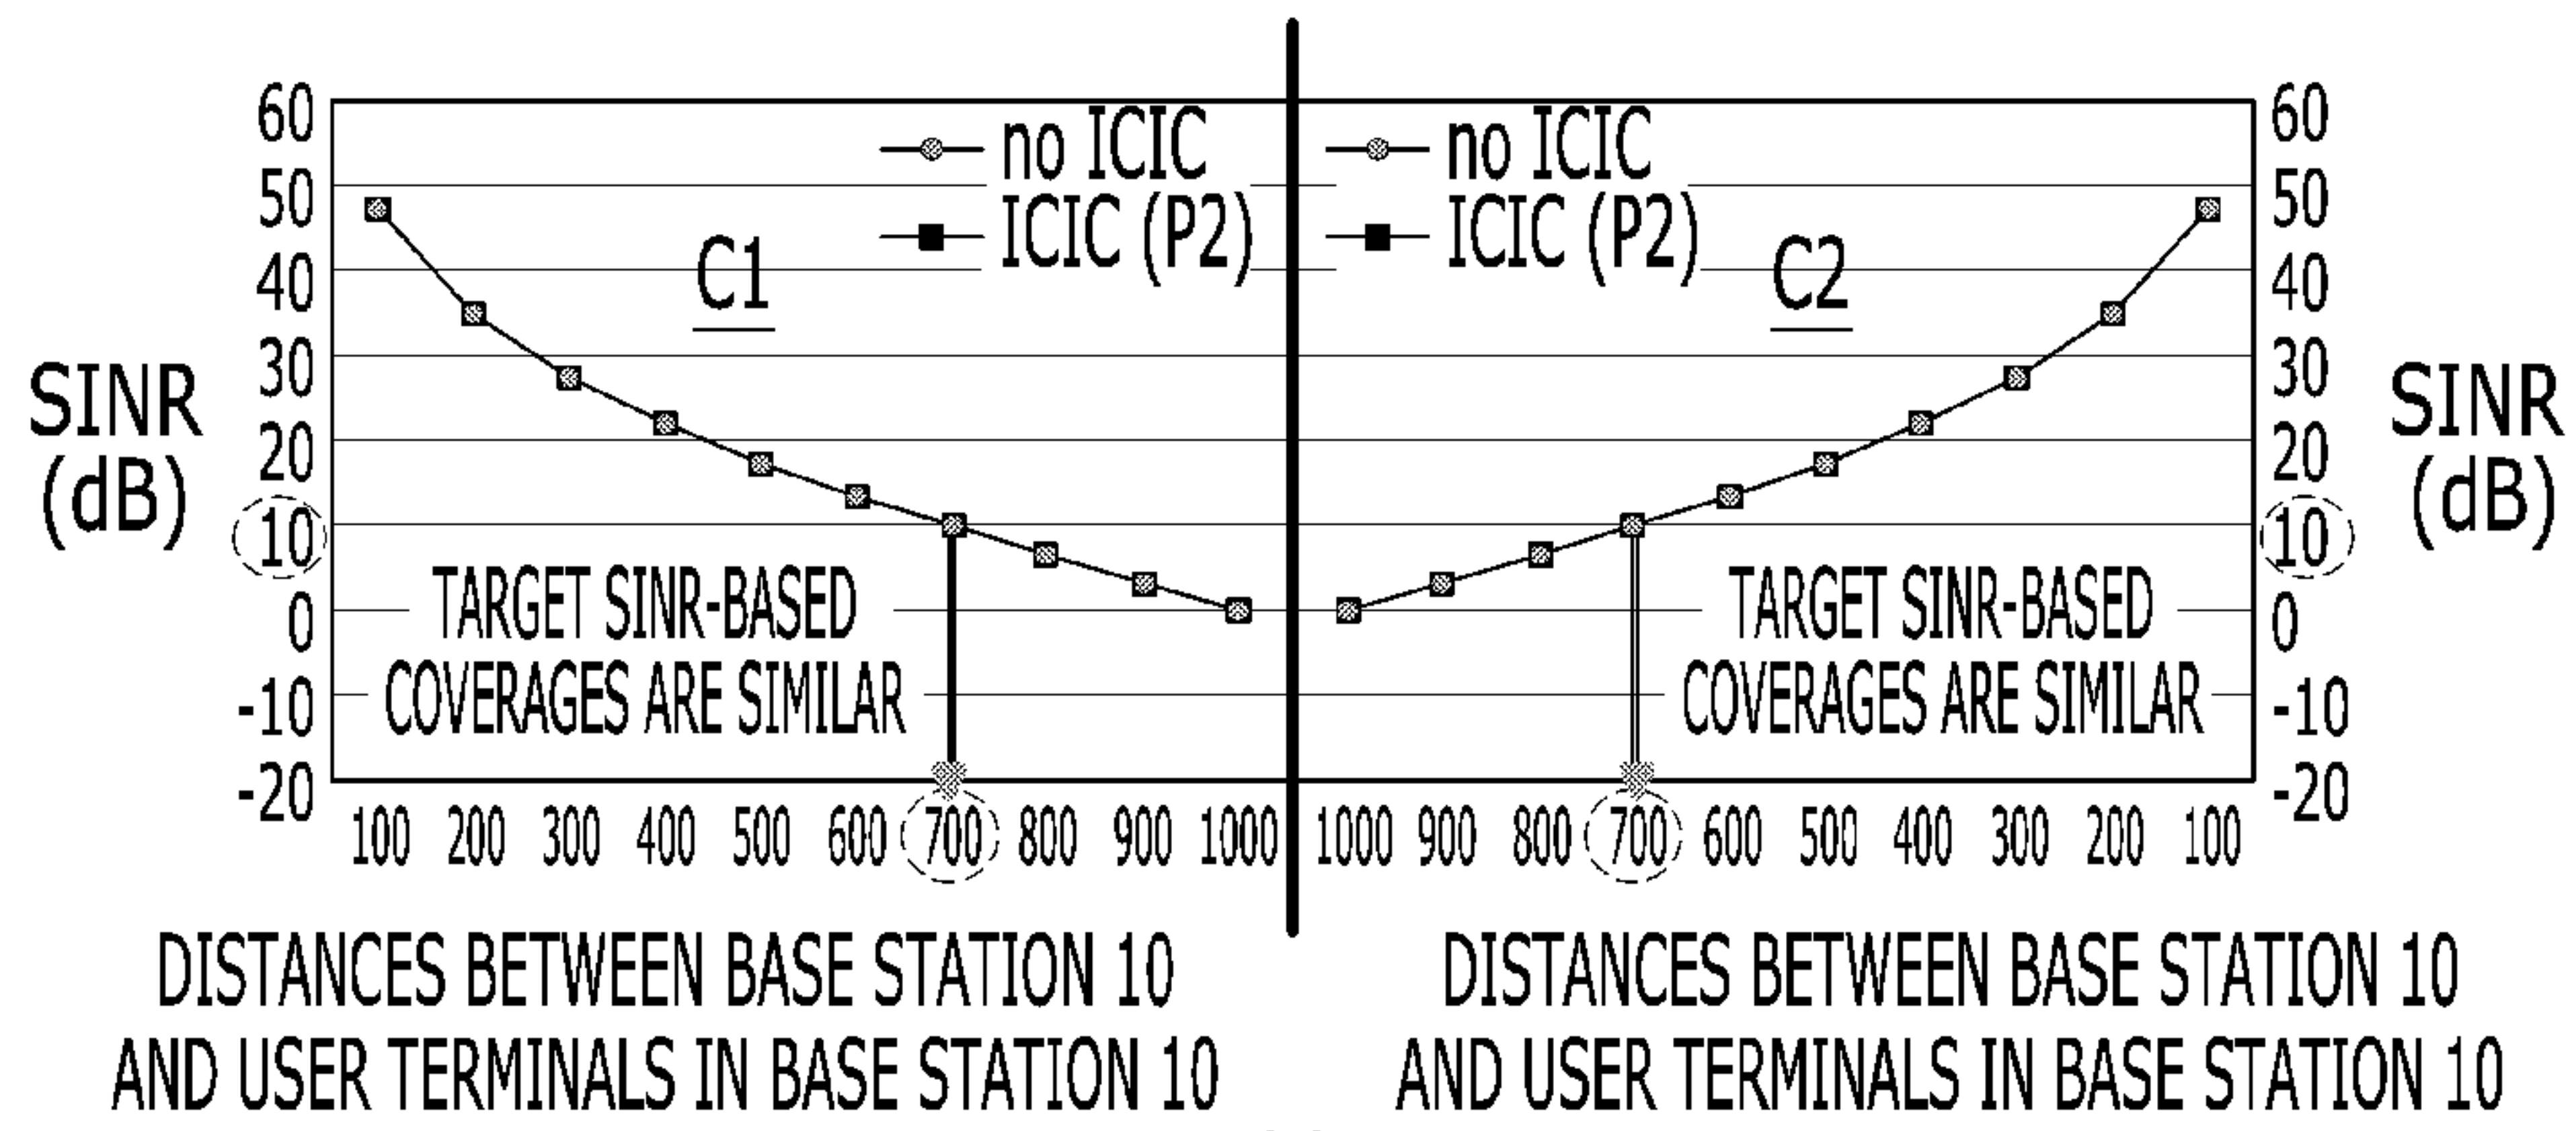 60
50
40
30
20
10
0
-10
-20
SINR
(dB)
no ICIC
ICIC (P2)
C1
TARGET SINR-BASED
COVERAGES ARE SIMILAR
100 200 300 400 500 600 700 800 900 1000
DISTANCES BETWEEN BASE STATION 10
AND USER TERMINALS IN BASE STATION 10
no ICIC
ICIC (P2)
C2
TARGET SINR-BASED
COVERAGES ARE SIMILAR
1000 900 800 700 600 500 400 300 200 100
60
50
40
30
20
10
0
-10
-20
SINR
(dB)
DISTANCES BETWEEN BASE STATION 10
AND USER TERMINALS IN BASE STATION 10